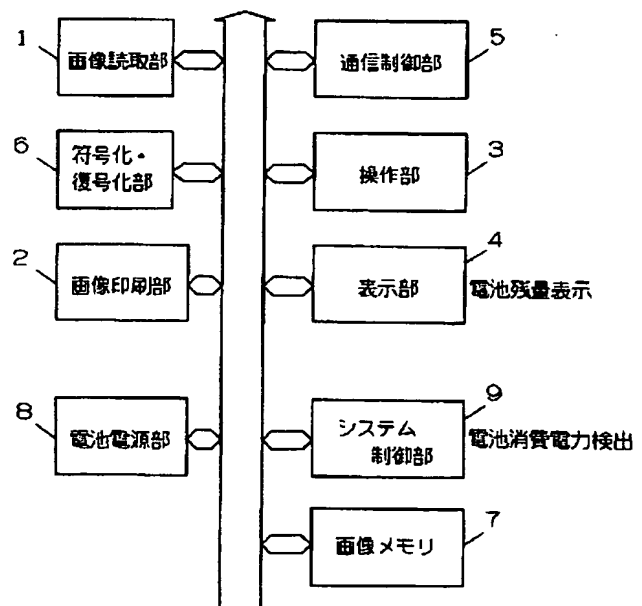 1
画像読取部
5
通信制御部
6
符号化・
復号化部
3
操作部
2
画像印刷部
4
表示部
電池残量表示
8
電池電源部
9
システム
制御部
電池消費電力検出
7
画像メモリ